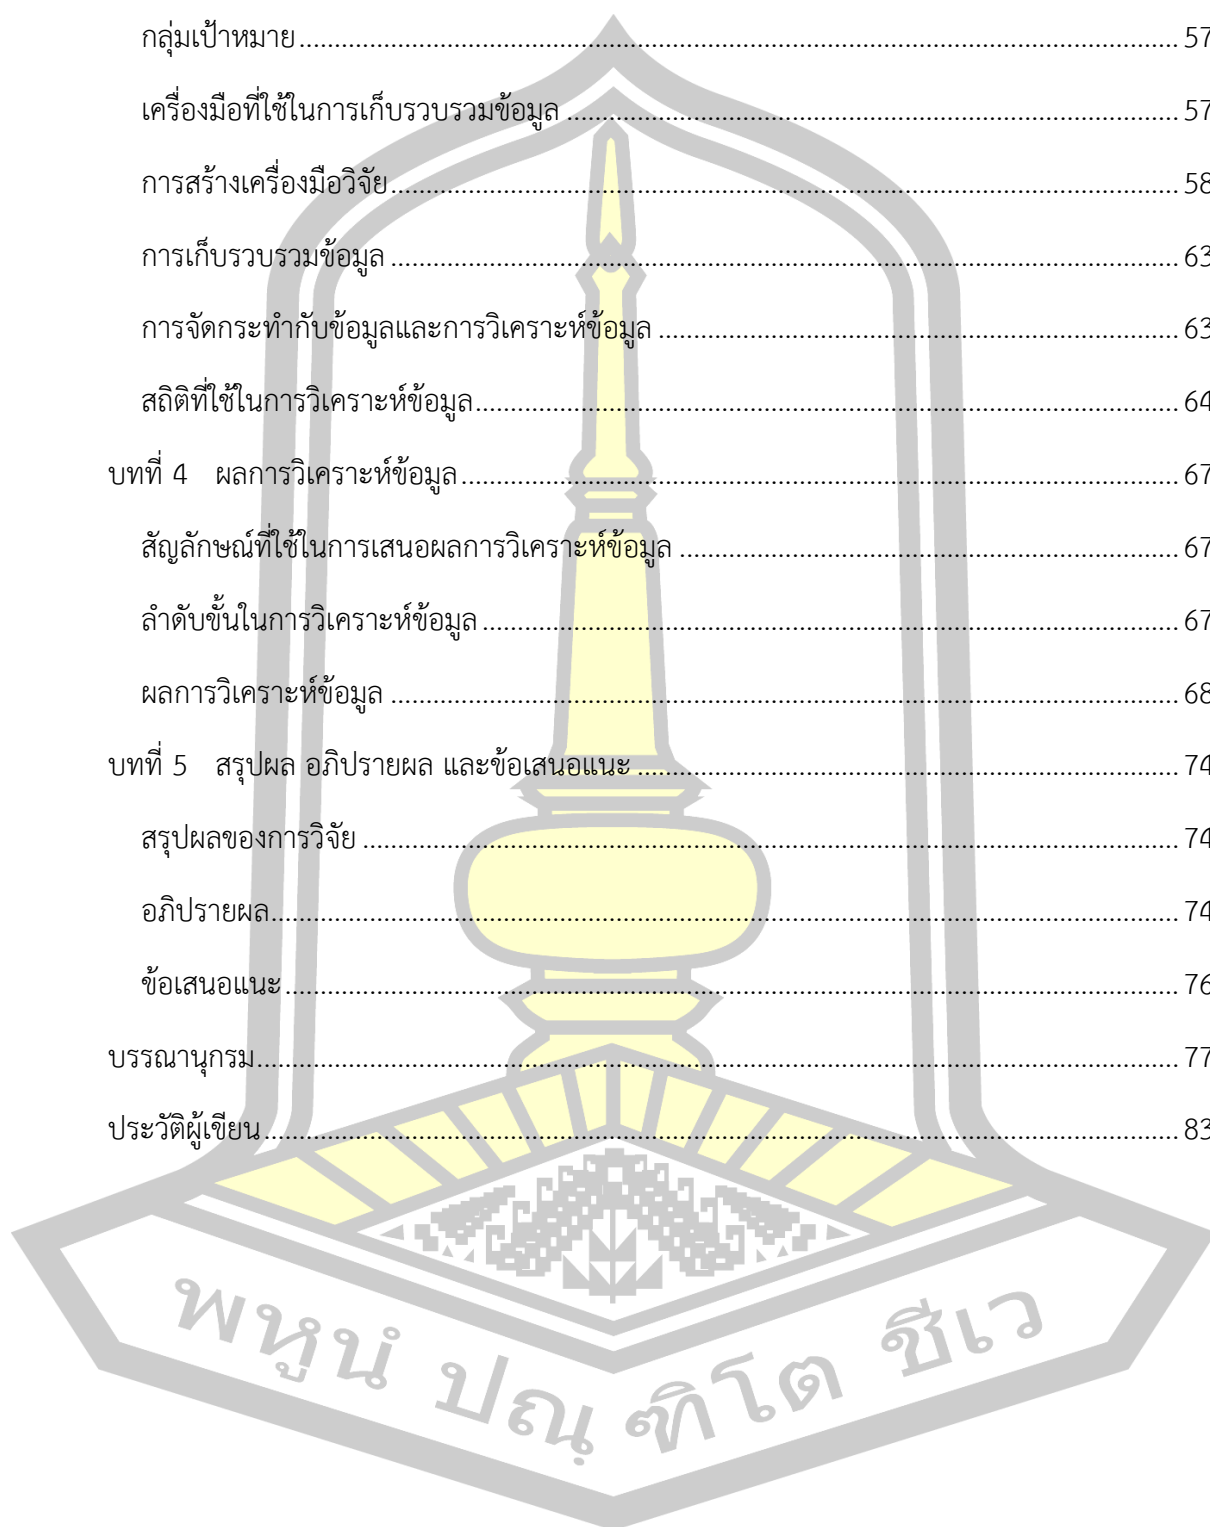 กลุ่มเป้าหมาย 57
เครื่องมือที่ใช้ในการเก็บรวบรวมข้อมูล 57
การสร้างเครื่องมือวิจัย 58
การเก็บรวบรวมข้อมูล 63
การจัดกระทำกับข้อมูลและการวิเคราะห์ข้อมูล 63
สถิติที่ใช้ในการวิเคราะห์ข้อมูล 64
บทที่ 4 ผลการวิเคราะห์ข้อมูล 67
สัญลักษณ์ที่ใช้ในการเสนอผลการวิเคราะห์ข้อมูล 67
ลำดับขั้นในการวิเคราะห์ข้อมูล 67
ผลการวิเคราะห์ข้อมูล 68
บทที่ 5 สรุปผล อภิปรายผล และข้อเสนอแนะ 74
สรุปผลของการวิจัย 74
อภิปรายผล 74
ข้อเสนอแนะ 76
บรรณานุกรม 77
ประวัติผู้เขียน 83
พหูนํ ปณฺฑิโต ชีเว